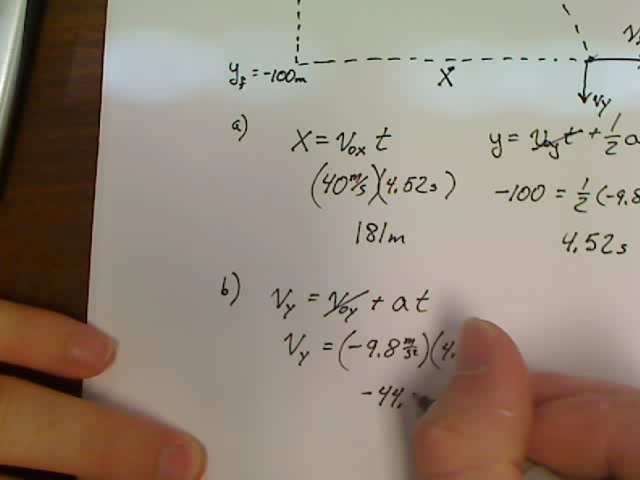 V
y_f = -100m
X
Vy
a)
X = V_ox t
(40 m/s)(4.52s)
181m
y = V_oy t + 1/2 a
-100 = 1/2 (-9.8
4.52s
b)
V_y = V_oy + a t
V_y = (-9.8 m/s²)(4.
-44.